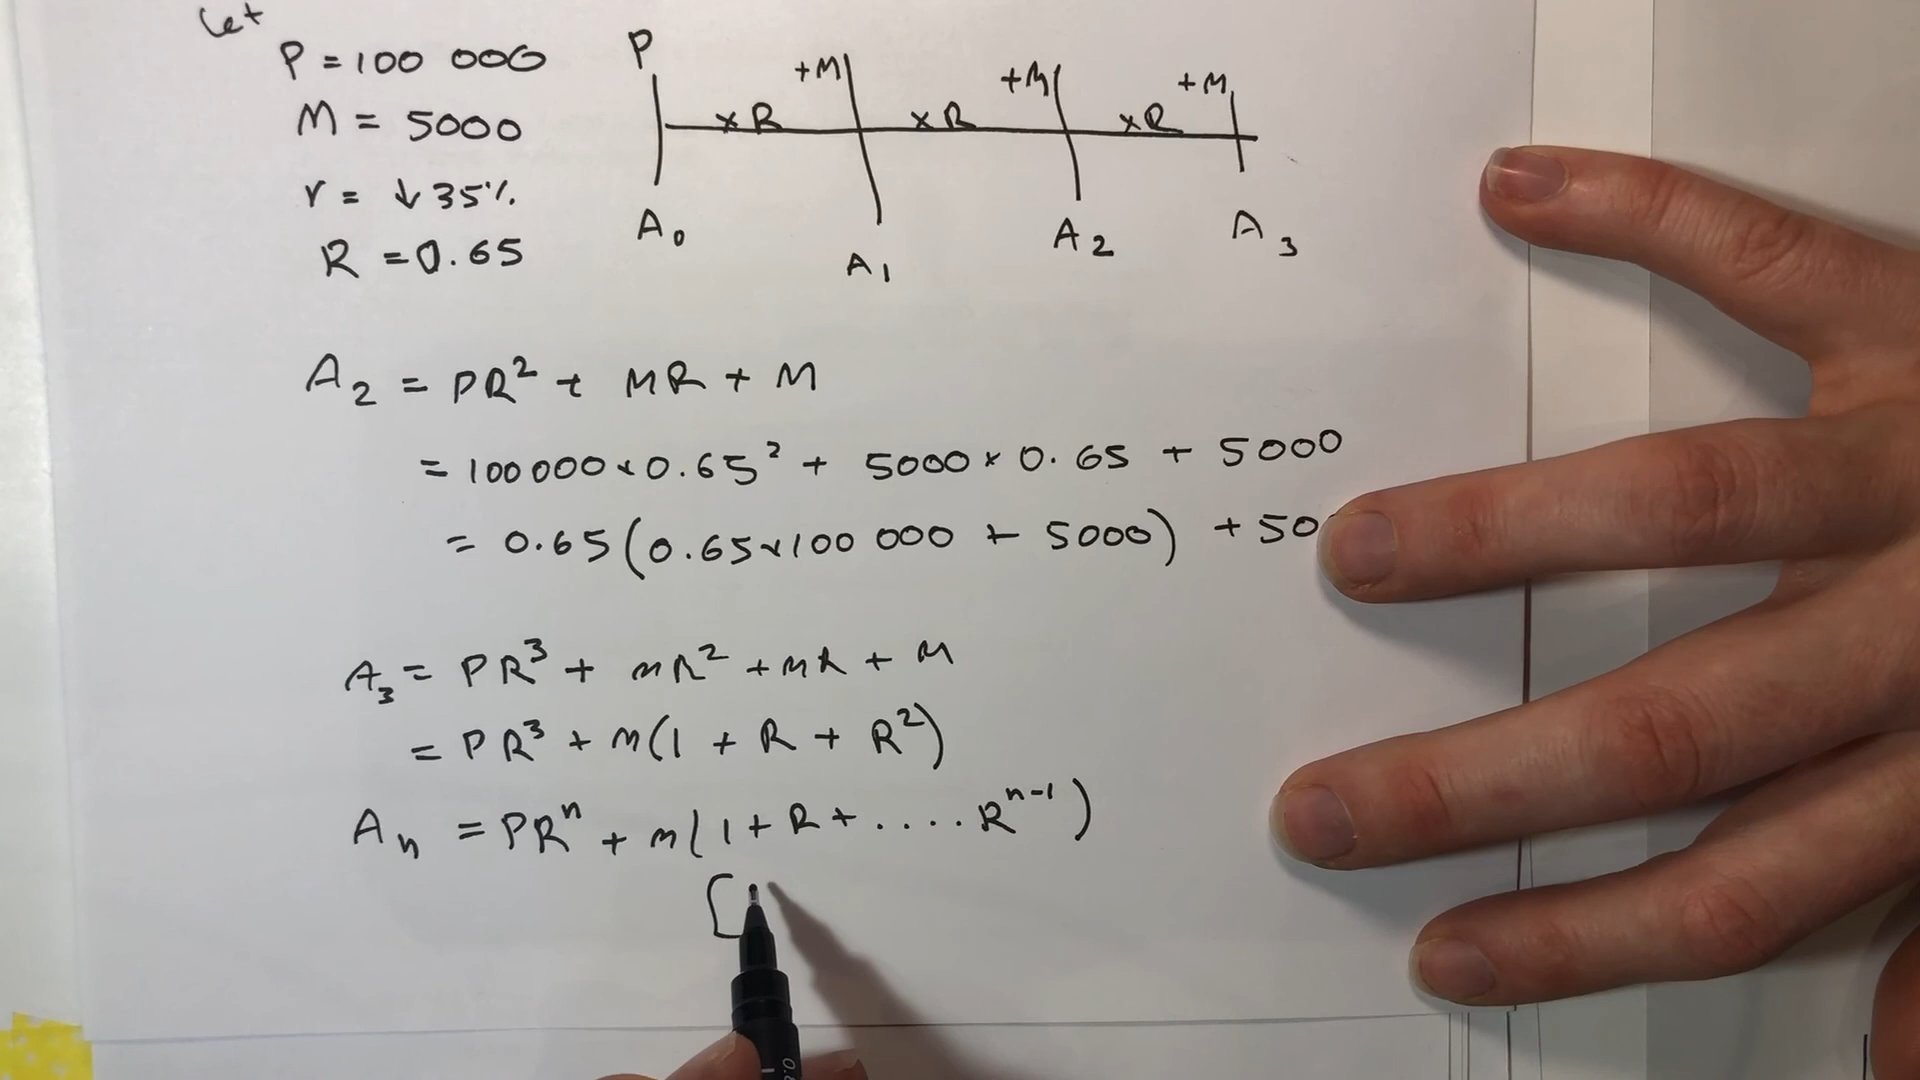 Let
P = 100 000
M = 5000
r = ↓ 35%
R = 0.65
P
+M +M +M
×R ×R ×R
A₀ A₁ A₂ A₃
A₂ = PR² + MR + M
= 100 000 × 0.65² + 5000 × 0.65 + 5000
= 0.65(0.65×100 000 + 5000) + 50
A₃ = PR³ + MR² + MR + M
= PR³ + M(1 + R + R²)
Aₙ = PRⁿ + M(1 + R + .... Rⁿ⁻¹)
[